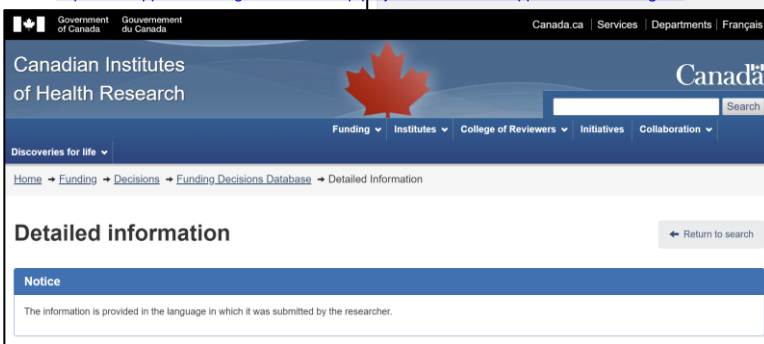 Government of Canada Gouvernement du Canada
Canada.ca | Services | Departments | Français
Canadian Institutes of Health Research
Canada
Search
Funding Institutes College of Reviewers Initiatives Collaboration
Discoveries for life
Home → Funding → Decisions → Funding Decisions Database → Detailed Information
Detailed information
← Return to search
Notice
The information is provided in the language in which it was submitted by the researcher.